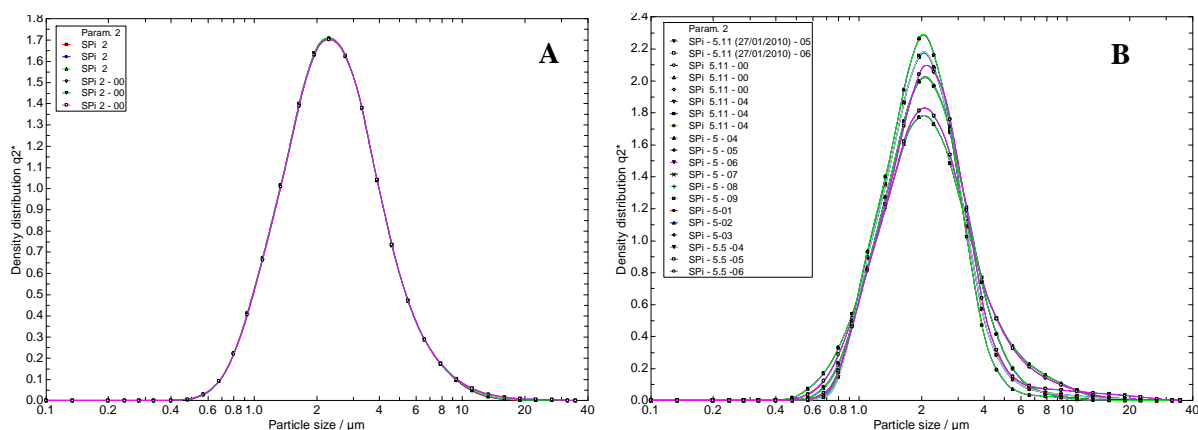 A
Density distribution q2*
1.8
1.7
1.6
1.5
1.4
1.3
1.2
1.1
1.0
0.9
0.8
0.7
0.6
0.5
0.4
0.3
0.2
0.1
0.0
Param. 2
SPi 2
SPi 2
SPi 2
SPi 2 - 00
SPi 2 - 00
SPi 2 - 00
0.1 0.2 0.4 0.6 0.8 1.0 2 4 6 8 10 20 40
Particle size / µm
B
Density distribution q2*
2.4
2.2
2.0
1.8
1.6
1.4
1.2
1.0
0.8
0.6
0.4
0.2
0.0
Param. 2
SPi - 5.11 (27/01/2010) - 05
SPi - 5.11 (27/01/2010) - 06
SPi 5.11 - 00
SPi 5.11 - 00
SPi 5.11 - 00
SPi 5.11 - 04
SPi 5.11 - 04
SPi 5.11 - 04
SPi - 5 - 04
SPi - 5 - 05
SPi - 5 - 06
SPi - 5 - 07
SPi - 5 - 08
SPi - 5 - 09
SPi - 5-01
SPi - 5-02
SPi - 5-03
SPi - 5.5 -04
SPi - 5.5 -05
SPi - 5.5 -06
0.1 0.2 0.4 0.6 0.8 1.0 2 4 6 8 10 20 40
Particle size / µm